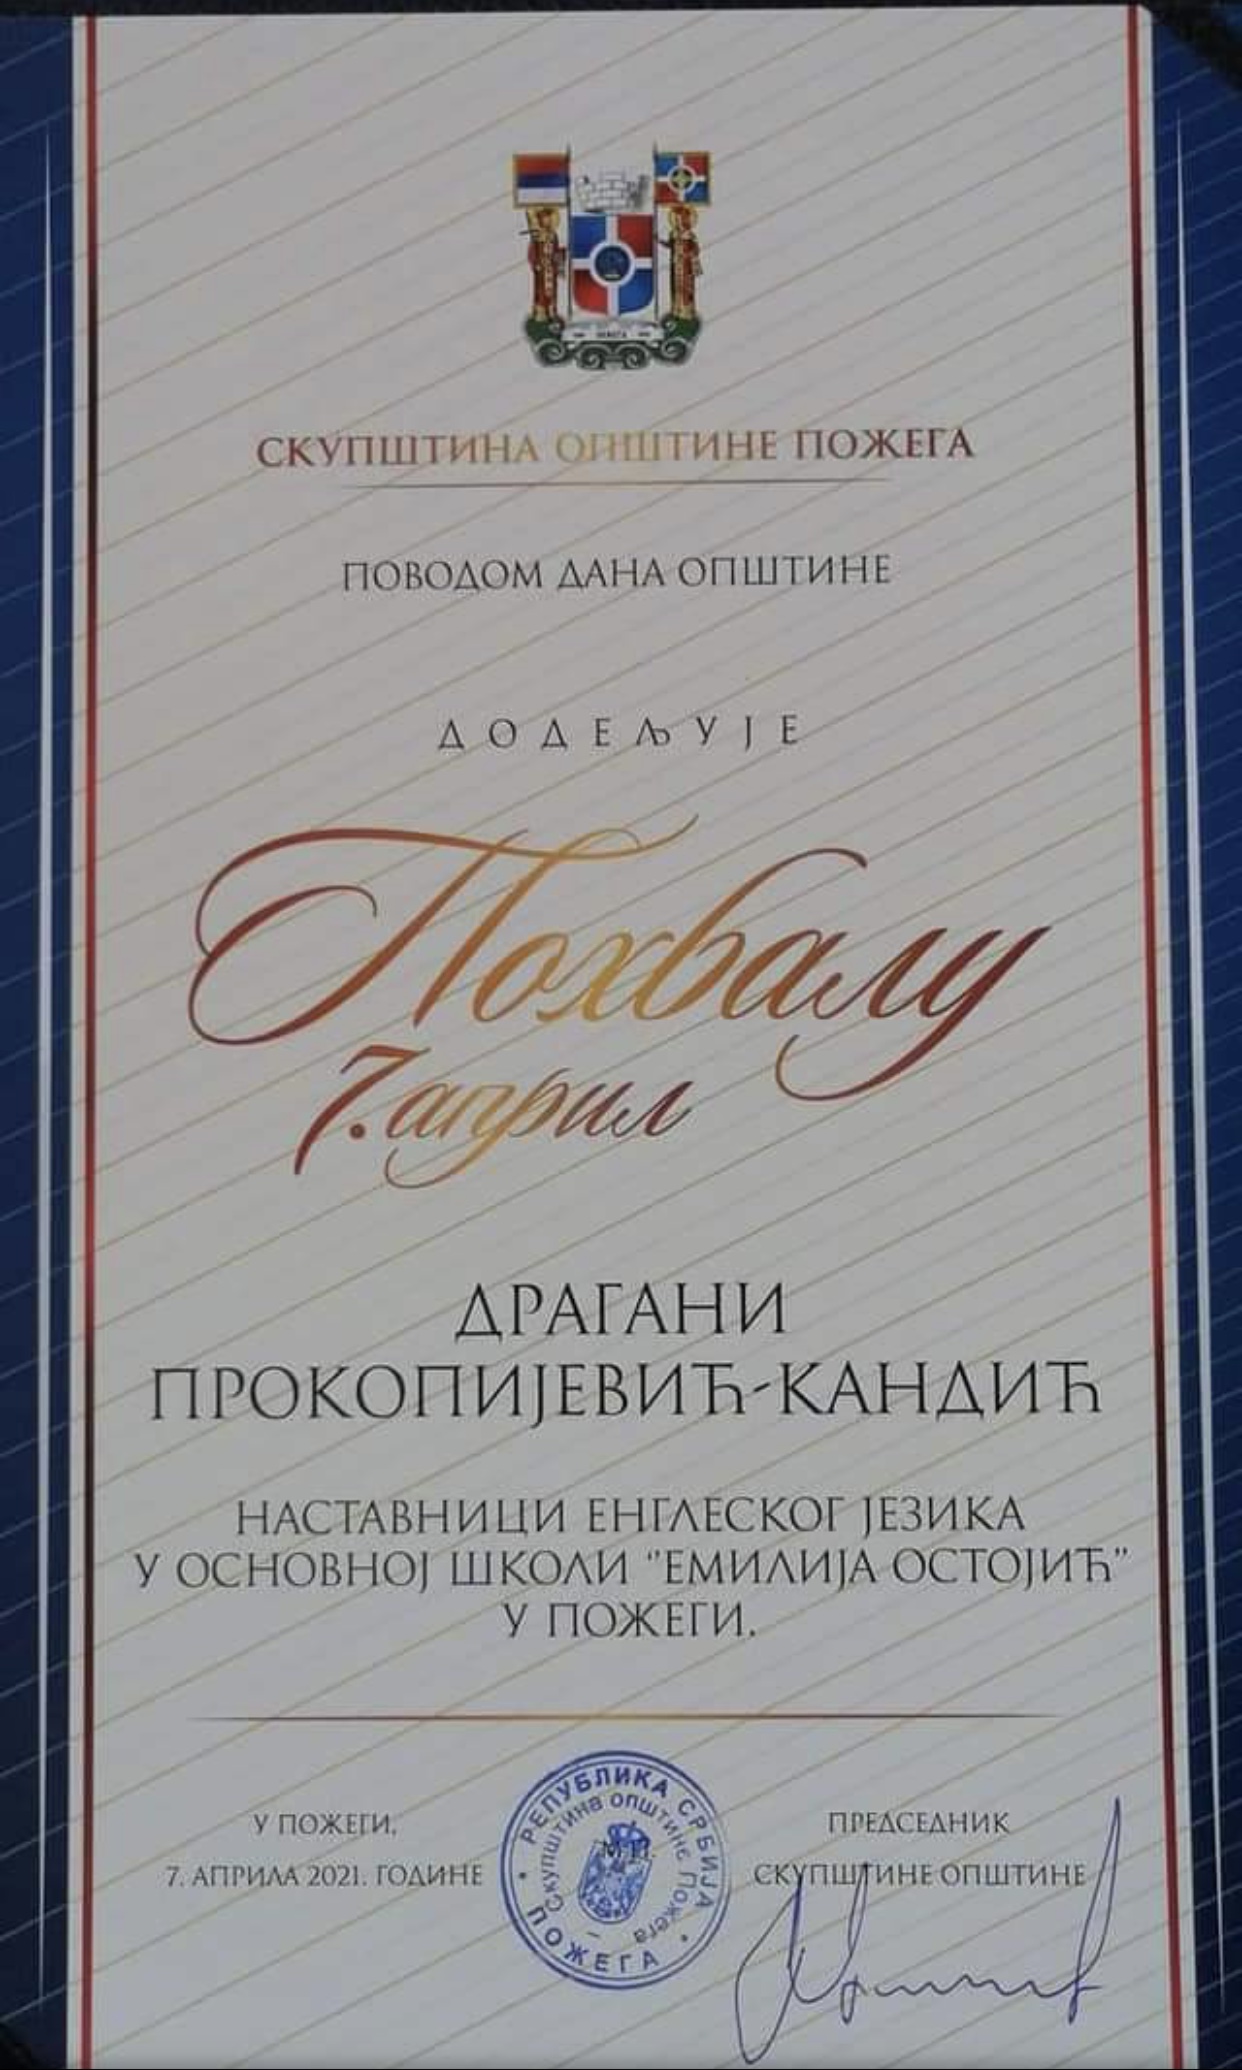 СКУПШТИНА ОПШТИНЕ ПОЖЕГА
ПОВОДОМ ДАНА ОПШТИНЕ
ДОДЕЉУЈЕ
Похвалу
7. април
ДРАГАНИ
ПРОКОПИЈЕВИЋ-КАНДИЋ
НАСТАВНИЦИ ЕНГЛЕСКОГ ЈЕЗИКА
У ОСНОВНОЈ ШКОЛИ "ЕМИЛИЈА ОСТОЈИЋ"
У ПОЖЕГИ.
У ПОЖЕГИ,
7. АПРИЛА 2021. ГОДИНЕ
РЕПУБЛИКА СРБИЈА
Скупштина општине Пожега
ПОЖЕГА
М.П.
ПРЕДСЕДНИК
СКУПШТИНЕ ОПШТИНЕ